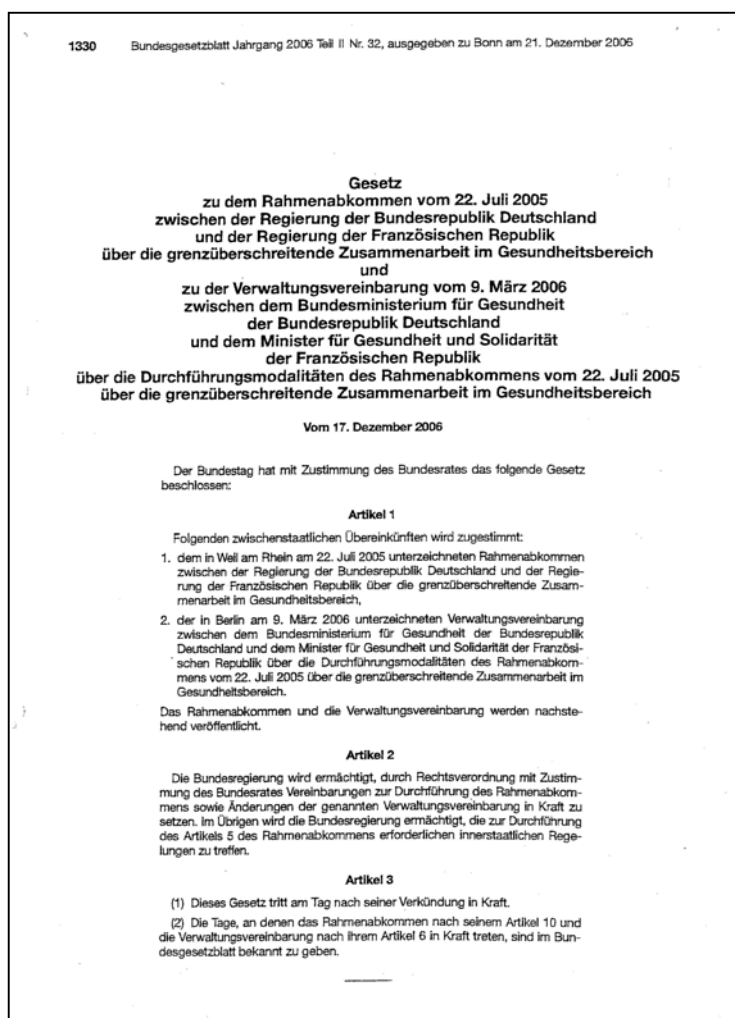 1330 Bundesgesetzblatt Jahrgang 2006 Teil II Nr. 32, ausgegeben zu Bonn am 21. Dezember 2006
Gesetz
zu dem Rahmenabkommen vom 22. Juli 2005
zwischen der Regierung der Bundesrepublik Deutschland
und der Regierung der Französischen Republik
über die grenzüberschreitende Zusammenarbeit im Gesundheitsbereich
und
zu der Verwaltungsvereinbarung vom 9. März 2006
zwischen dem Bundesministerium für Gesundheit
der Bundesrepublik Deutschland
und dem Minister für Gesundheit und Solidarität
der Französischen Republik
über die Durchführungsmodalitäten des Rahmenabkommens vom 22. Juli 2005
über die grenzüberschreitende Zusammenarbeit im Gesundheitsbereich
Vom 17. Dezember 2006
Der Bundestag hat mit Zustimmung des Bundesrates das folgende Gesetz
beschlossen:
Artikel 1
Folgenden zwischenstaatlichen Übereinkünften wird zugestimmt:
1. dem in Weil am Rhein am 22. Juli 2005 unterzeichneten Rahmenabkommen
zwischen der Regierung der Bundesrepublik Deutschland und der Regie-
rung der Französischen Republik über die grenzüberschreitende Zusam-
menarbeit im Gesundheitsbereich,
2. der in Berlin am 9. März 2006 unterzeichneten Verwaltungsvereinbarung
zwischen dem Bundesministerium für Gesundheit der Bundesrepublik
Deutschland und dem Minister für Gesundheit und Solidarität der Französi-
schen Republik über die Durchführungsmodalitäten des Rahmenabkom-
mens vom 22. Juli 2005 über die grenzüberschreitende Zusammenarbeit im
Gesundheitsbereich.
Das Rahmenabkommen und die Verwaltungsvereinbarung werden nachste-
hend veröffentlicht.
Artikel 2
Die Bundesregierung wird ermächtigt, durch Rechtsverordnung mit Zustim-
mung des Bundesrates Vereinbarungen zur Durchführung des Rahmenabkom-
mens sowie Änderungen der genannten Verwaltungsvereinbarung in Kraft zu
setzen. Im Übrigen wird die Bundesregierung ermächtigt, die zur Durchführung
des Artikels 5 des Rahmenabkommens erforderlichen innerstaatlichen Rege-
lungen zu treffen.
Artikel 3
(1) Dieses Gesetz tritt am Tag nach seiner Verkündung in Kraft.
(2) Die Tage, an denen das Rahmenabkommen nach seinem Artikel 10 und
die Verwaltungsvereinbarung nach ihrem Artikel 6 in Kraft treten, sind im Bun-
desgesetzblatt bekannt zu geben.